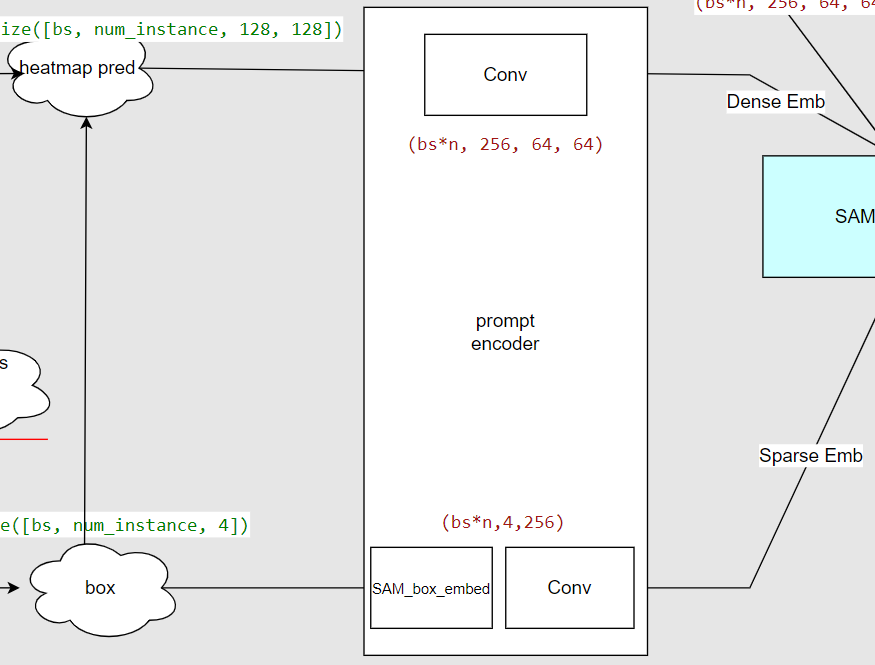 (bs*n, 256, 64, 64
ize([bs, num_instance, 128, 128])
heatmap pred
Conv
Dense Emb
(bs*n, 256, 64, 64)
SAM
prompt
encoder
s
Sparse Emb
(bs*n,4,256)
e([bs, num_instance, 4])
box
SAM_box_embed
Conv